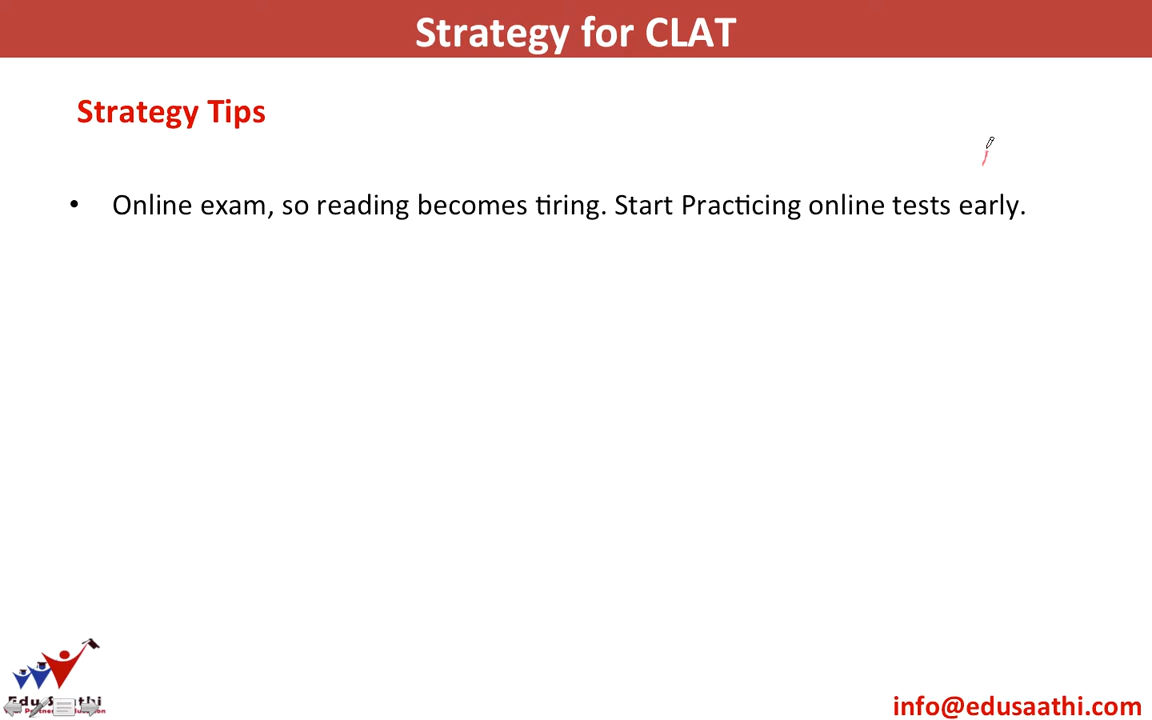 Strategy for CLAT
Strategy Tips
• Online exam, so reading becomes tiring. Start Practicing online tests early.
info@edusaathi.com